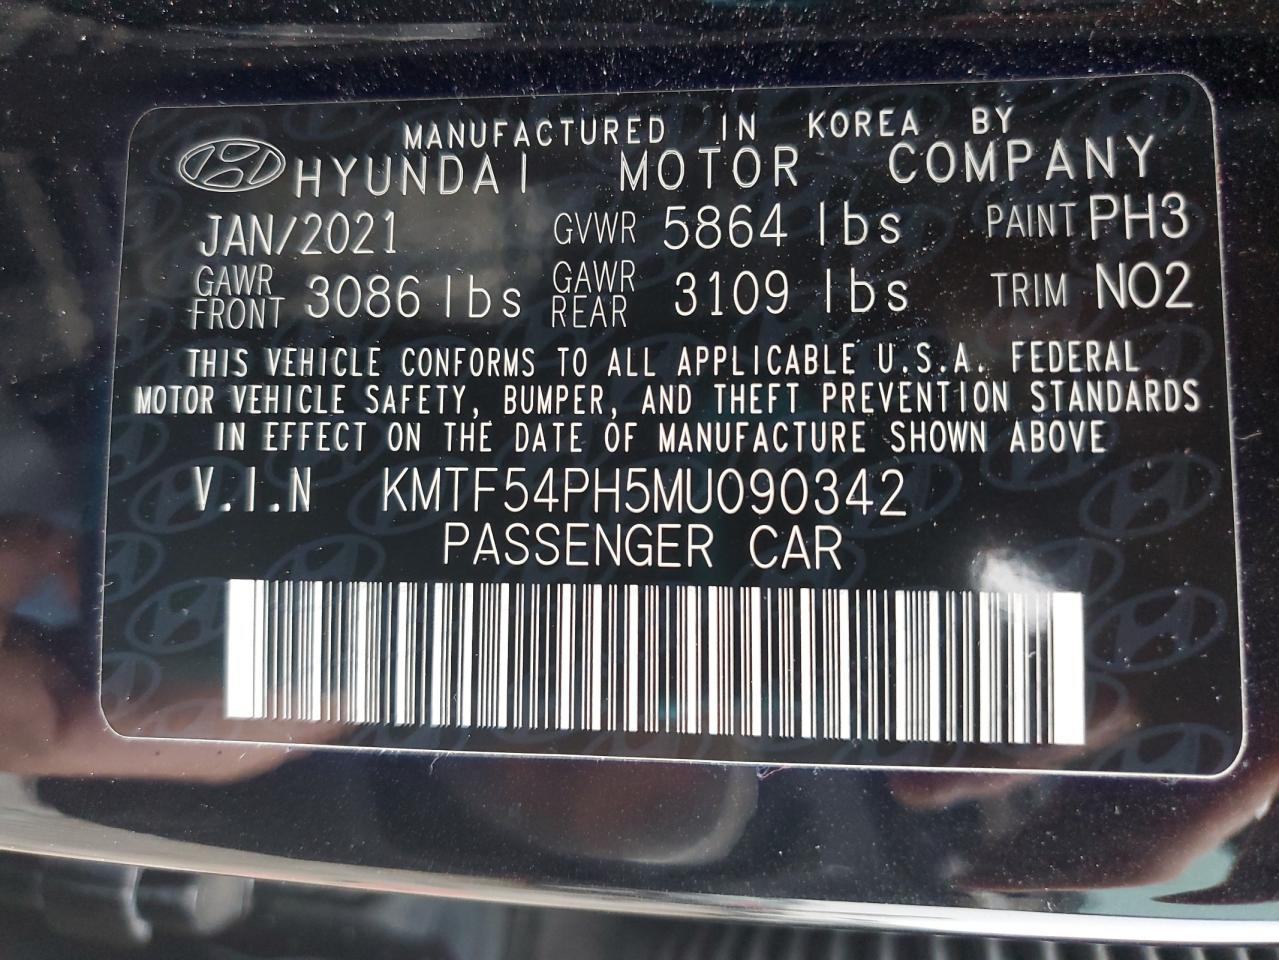 MANUFACTURED IN KOREA BY
HYUNDAI MOTOR COMPANY
JAN/2021 GVWR 5864 lbs PAINT PH3
GAWR FRONT 3086 lbs GAWR REAR 3109 lbs TRIM NO2
THIS VEHICLE CONFORMS TO ALL APPLICABLE U.S.A. FEDERAL
MOTOR VEHICLE SAFETY, BUMPER, AND THEFT PREVENTION STANDARDS
IN EFFECT ON THE DATE OF MANUFACTURE SHOWN ABOVE
V.I.N KMTF54PH5MU090342
PASSENGER CAR